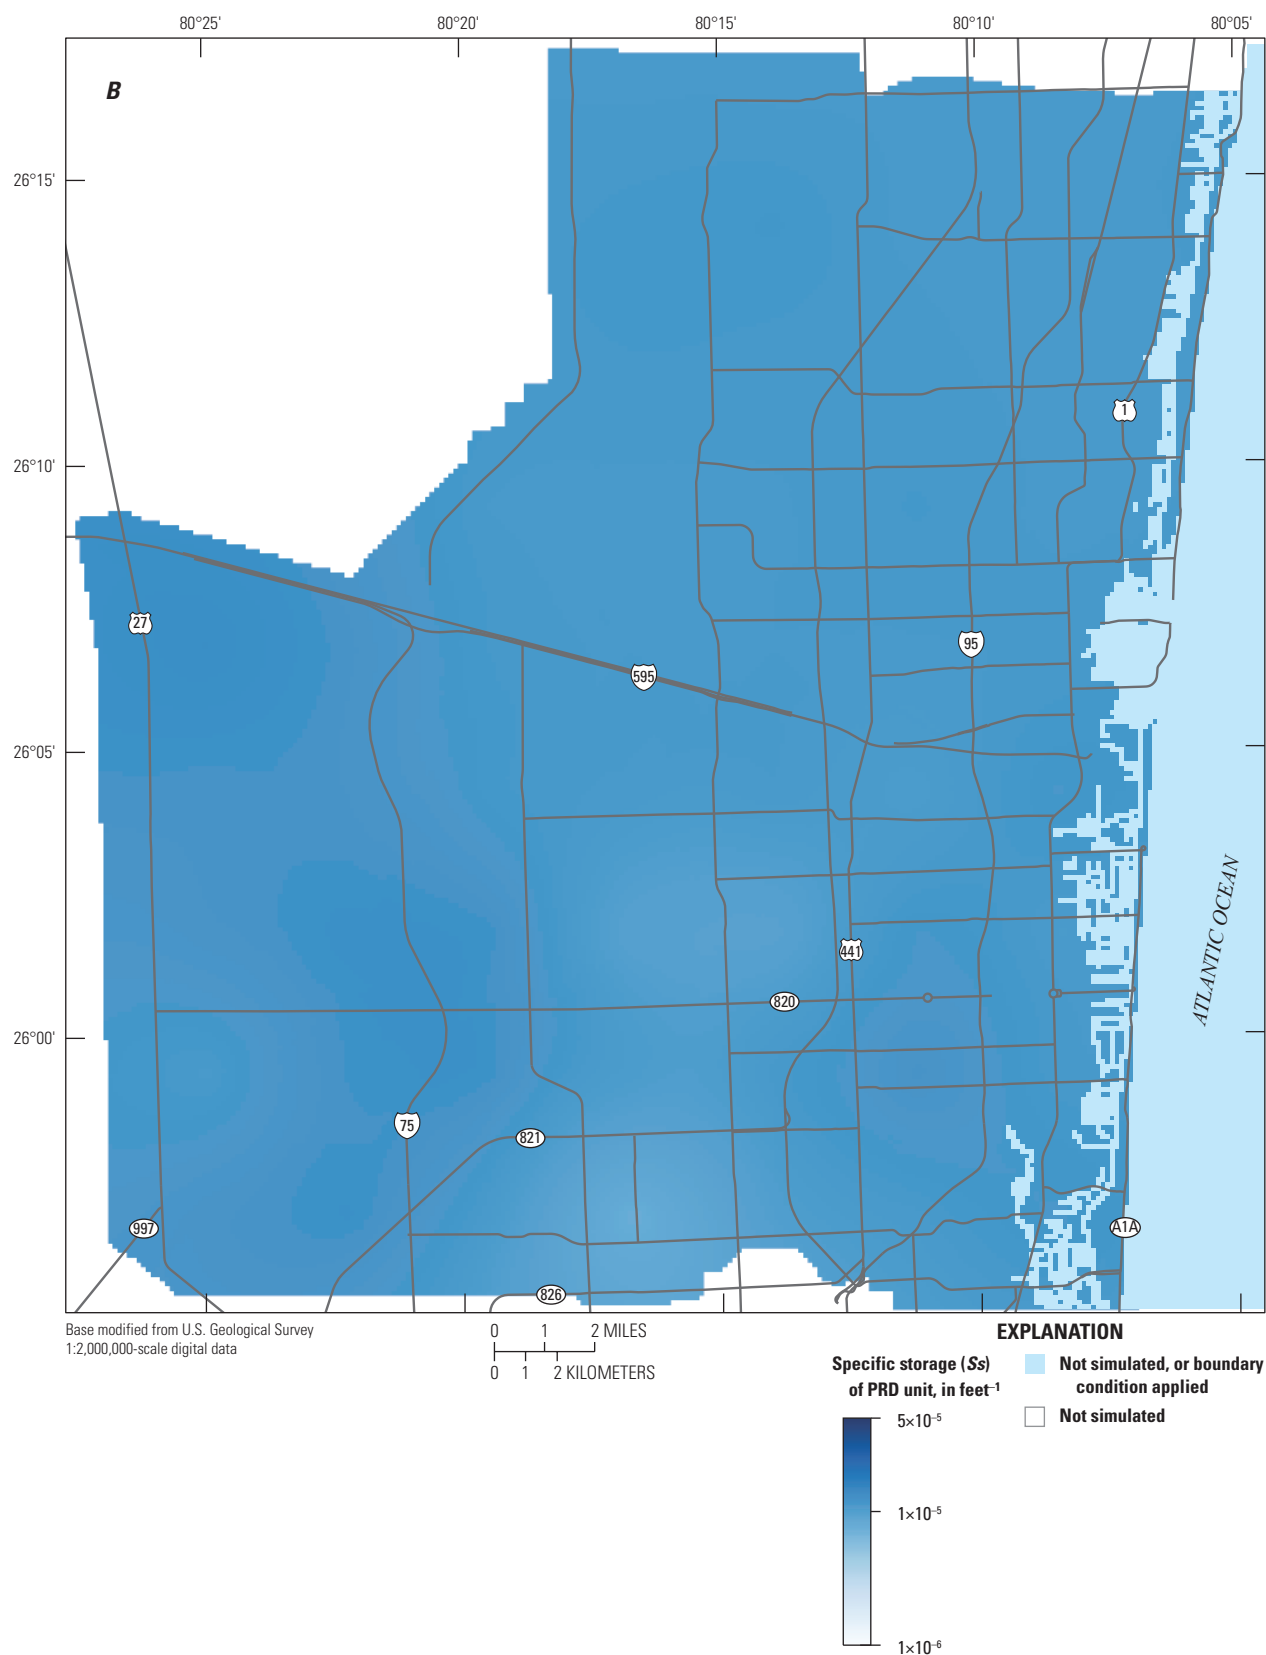 80°25'
80°20'
80°15'
80°10'
80°05'
B
26°15'
26°10'
26°05'
26°00'
1
27
595
95
441
820
75
821
997
A1A
826
ATLANTIC OCEAN
Base modified from U.S. Geological Survey
1:2,000,000-scale digital data
0 1 2 MILES
0 1 2 KILOMETERS
EXPLANATION
Specific storage (Ss)
of PRD unit, in feet⁻¹
5×10⁻⁵
1×10⁻⁵
1×10⁻⁶
Not simulated, or boundary
condition applied
Not simulated